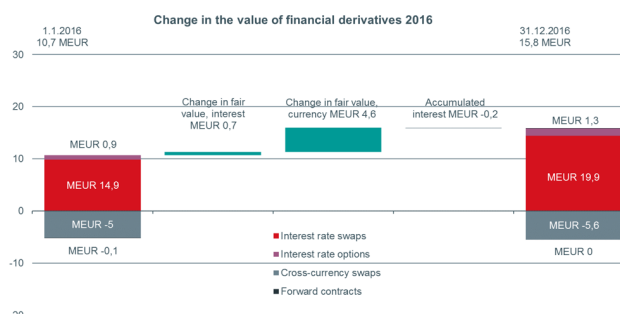 Change in the value of financial derivatives 2016
1.1.2016
10,7 MEUR
31.12.2016
15,8 MEUR
30
20
10
0
-10
-20
MEUR 0,9
MEUR 14,9
MEUR -5
MEUR -0,1
Change in fair
value, interest
MEUR 0,7
Change in fair value,
currency MEUR 4,6
Accumulated
interest MEUR -0,2
MEUR 1,3
MEUR 19,9
MEUR -5,6
MEUR 0
Interest rate swaps
Interest rate options
Cross-currency swaps
Forward contracts